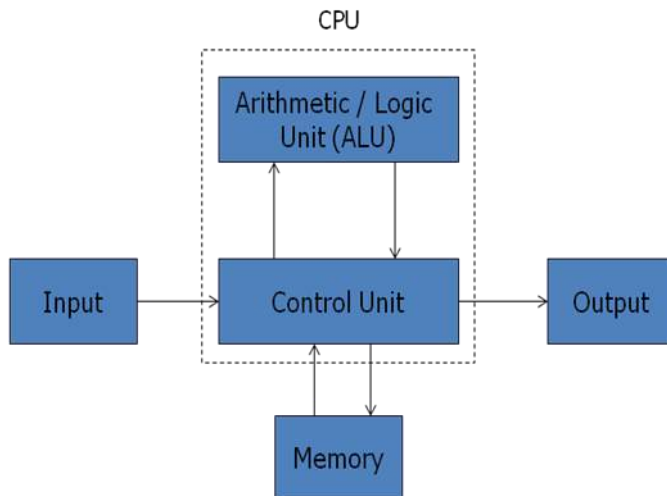 CPU
Arithmetic / Logic
Unit (ALU)
Input
Control Unit
Output
Memory